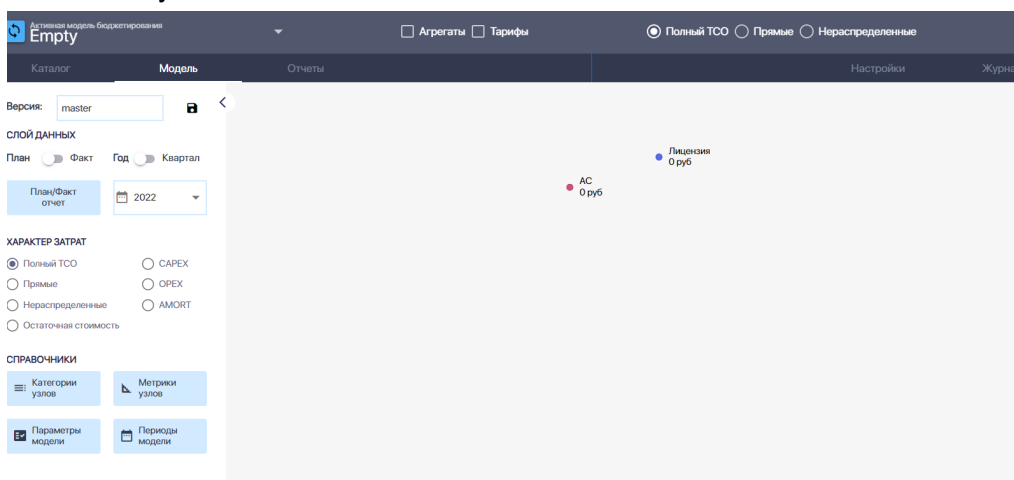 Активная модель бюджетирования
Empty
Агрегаты Тарифы
Полный TCO Прямые Нераспределенные
Каталог Модель Отчеты Настройки
Версия: master
СЛОЙ ДАННЫХ
План Факт Год Квартал
План/Факт
отчет
2022
ХАРАКТЕР ЗАТРАТ
Полный TCO CAPEX
Прямые OPEX
Нераспределенные AMORT
Остаточная стоимость
СПРАВОЧНИКИ
Категории
узлов
Метрики
узлов
Параметры
модели
Периоды
модели
Лицензия
0 руб
АС
0 руб